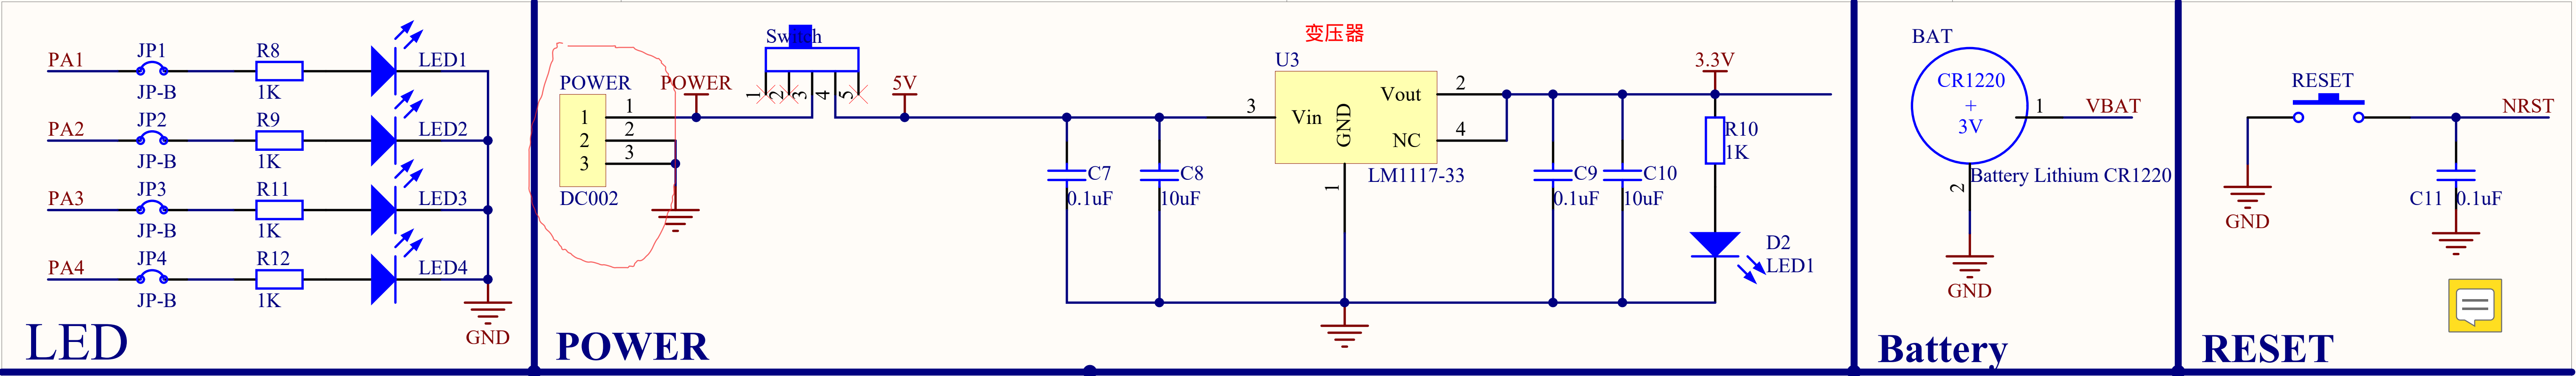 PA1
JP1
JP-B
R8
1K
LED1
PA2
JP2
JP-B
R9
1K
LED2
PA3
JP3
JP-B
R11
1K
LED3
PA4
JP4
JP-B
R12
1K
LED4
GND
LED
POWER
1
2
3
1
2
3
DC002
POWER
Switch
1
2
3
4
5
5V
C7
0.1uF
C8
10uF
变压器
U3
3
Vin
GND
Vout
NC
2
4
1
LM1117-33
C9
0.1uF
C10
10uF
3.3V
R10
1K
D2
LED1
POWER
BAT
CR1220
+
3V
1
VBAT
2
Battery Lithium CR1220
GND
Battery
RESET
NRST
GND
C11
0.1uF
RESET